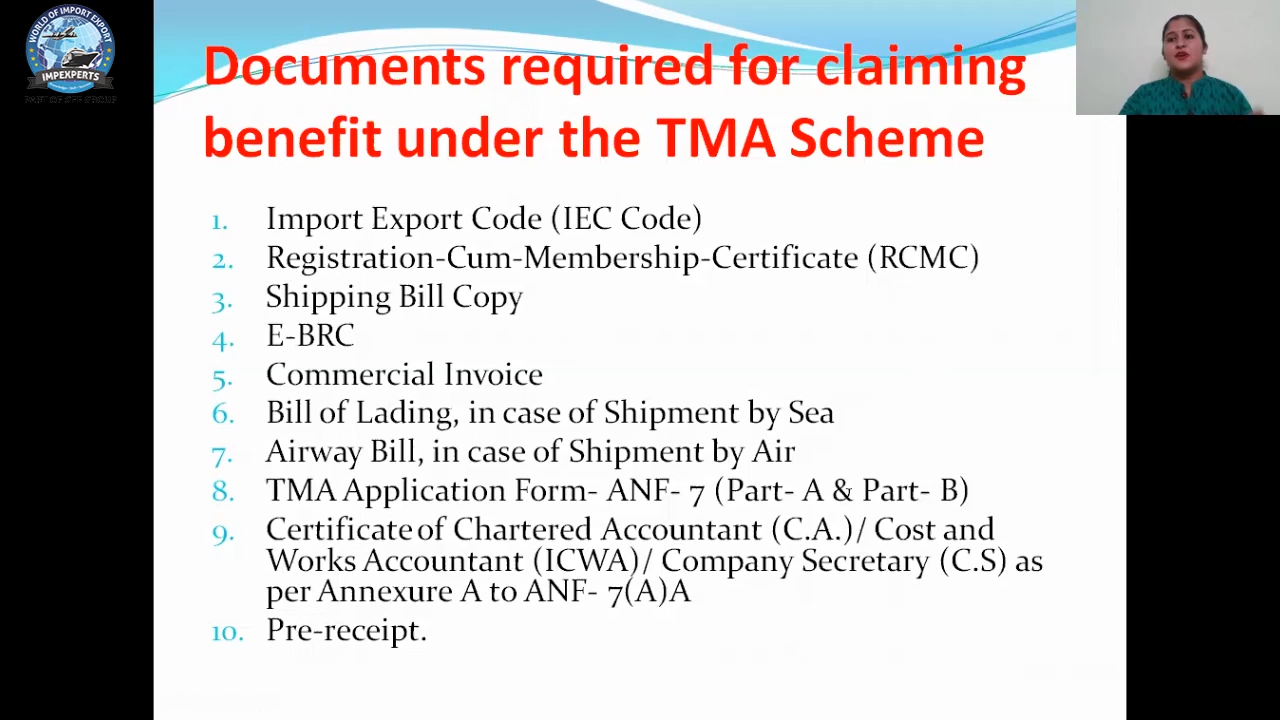 WORLD OF IMPORT EXPORT
IMPEXPERTS
Documents required for claiming
benefit under the TMA Scheme
1. Import Export Code (IEC Code)
2. Registration-Cum-Membership-Certificate (RCMC)
3. Shipping Bill Copy
4. E-BRC
5. Commercial Invoice
6. Bill of Lading, in case of Shipment by Sea
7. Airway Bill, in case of Shipment by Air
8. TMA Application Form- ANF- 7 (Part- A & Part- B)
9. Certificate of Chartered Accountant (C.A.)/ Cost and
Works Accountant (ICWA)/ Company Secretary (C.S) as
per Annexure A to ANF- 7(A)A
10. Pre-receipt.